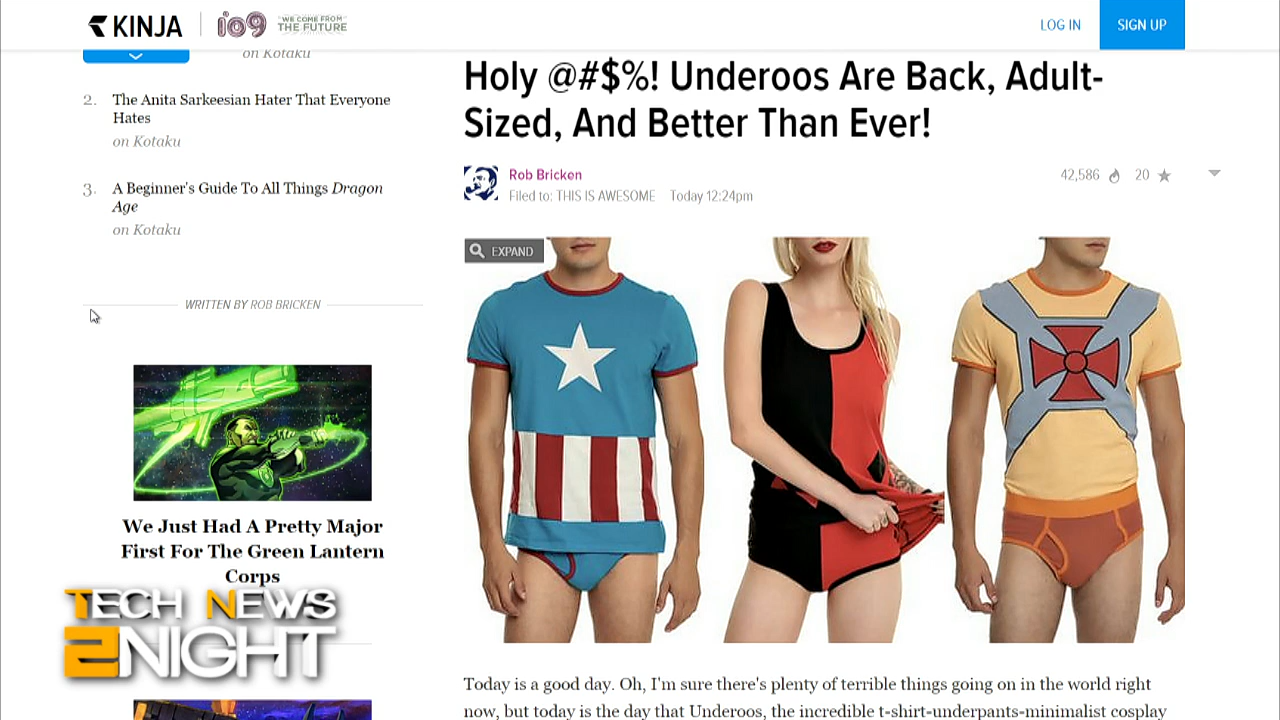 KINJA
io9
WE COME FROM
THE FUTURE
LOG IN
SIGN UP
on Kotaku
2. The Anita Sarkeesian Hater That Everyone
Hates
on Kotaku
3. A Beginner's Guide To All Things Dragon
Age
on Kotaku
WRITTEN BY ROB BRICKEN
We Just Had A Pretty Major
First For The Green Lantern
Corps
TECH NEWS
2NIGHT
Holy @#$%! Underoos Are Back, Adult-
Sized, And Better Than Ever!
Rob Bricken
42,586 20
Filed to: THIS IS AWESOME Today 12:24pm
EXPAND
Today is a good day. Oh, I'm sure there's plenty of terrible things going on in the world right
now, but today is the day that Underoos, the incredible t-shirt-underpants-minimalist cosplay